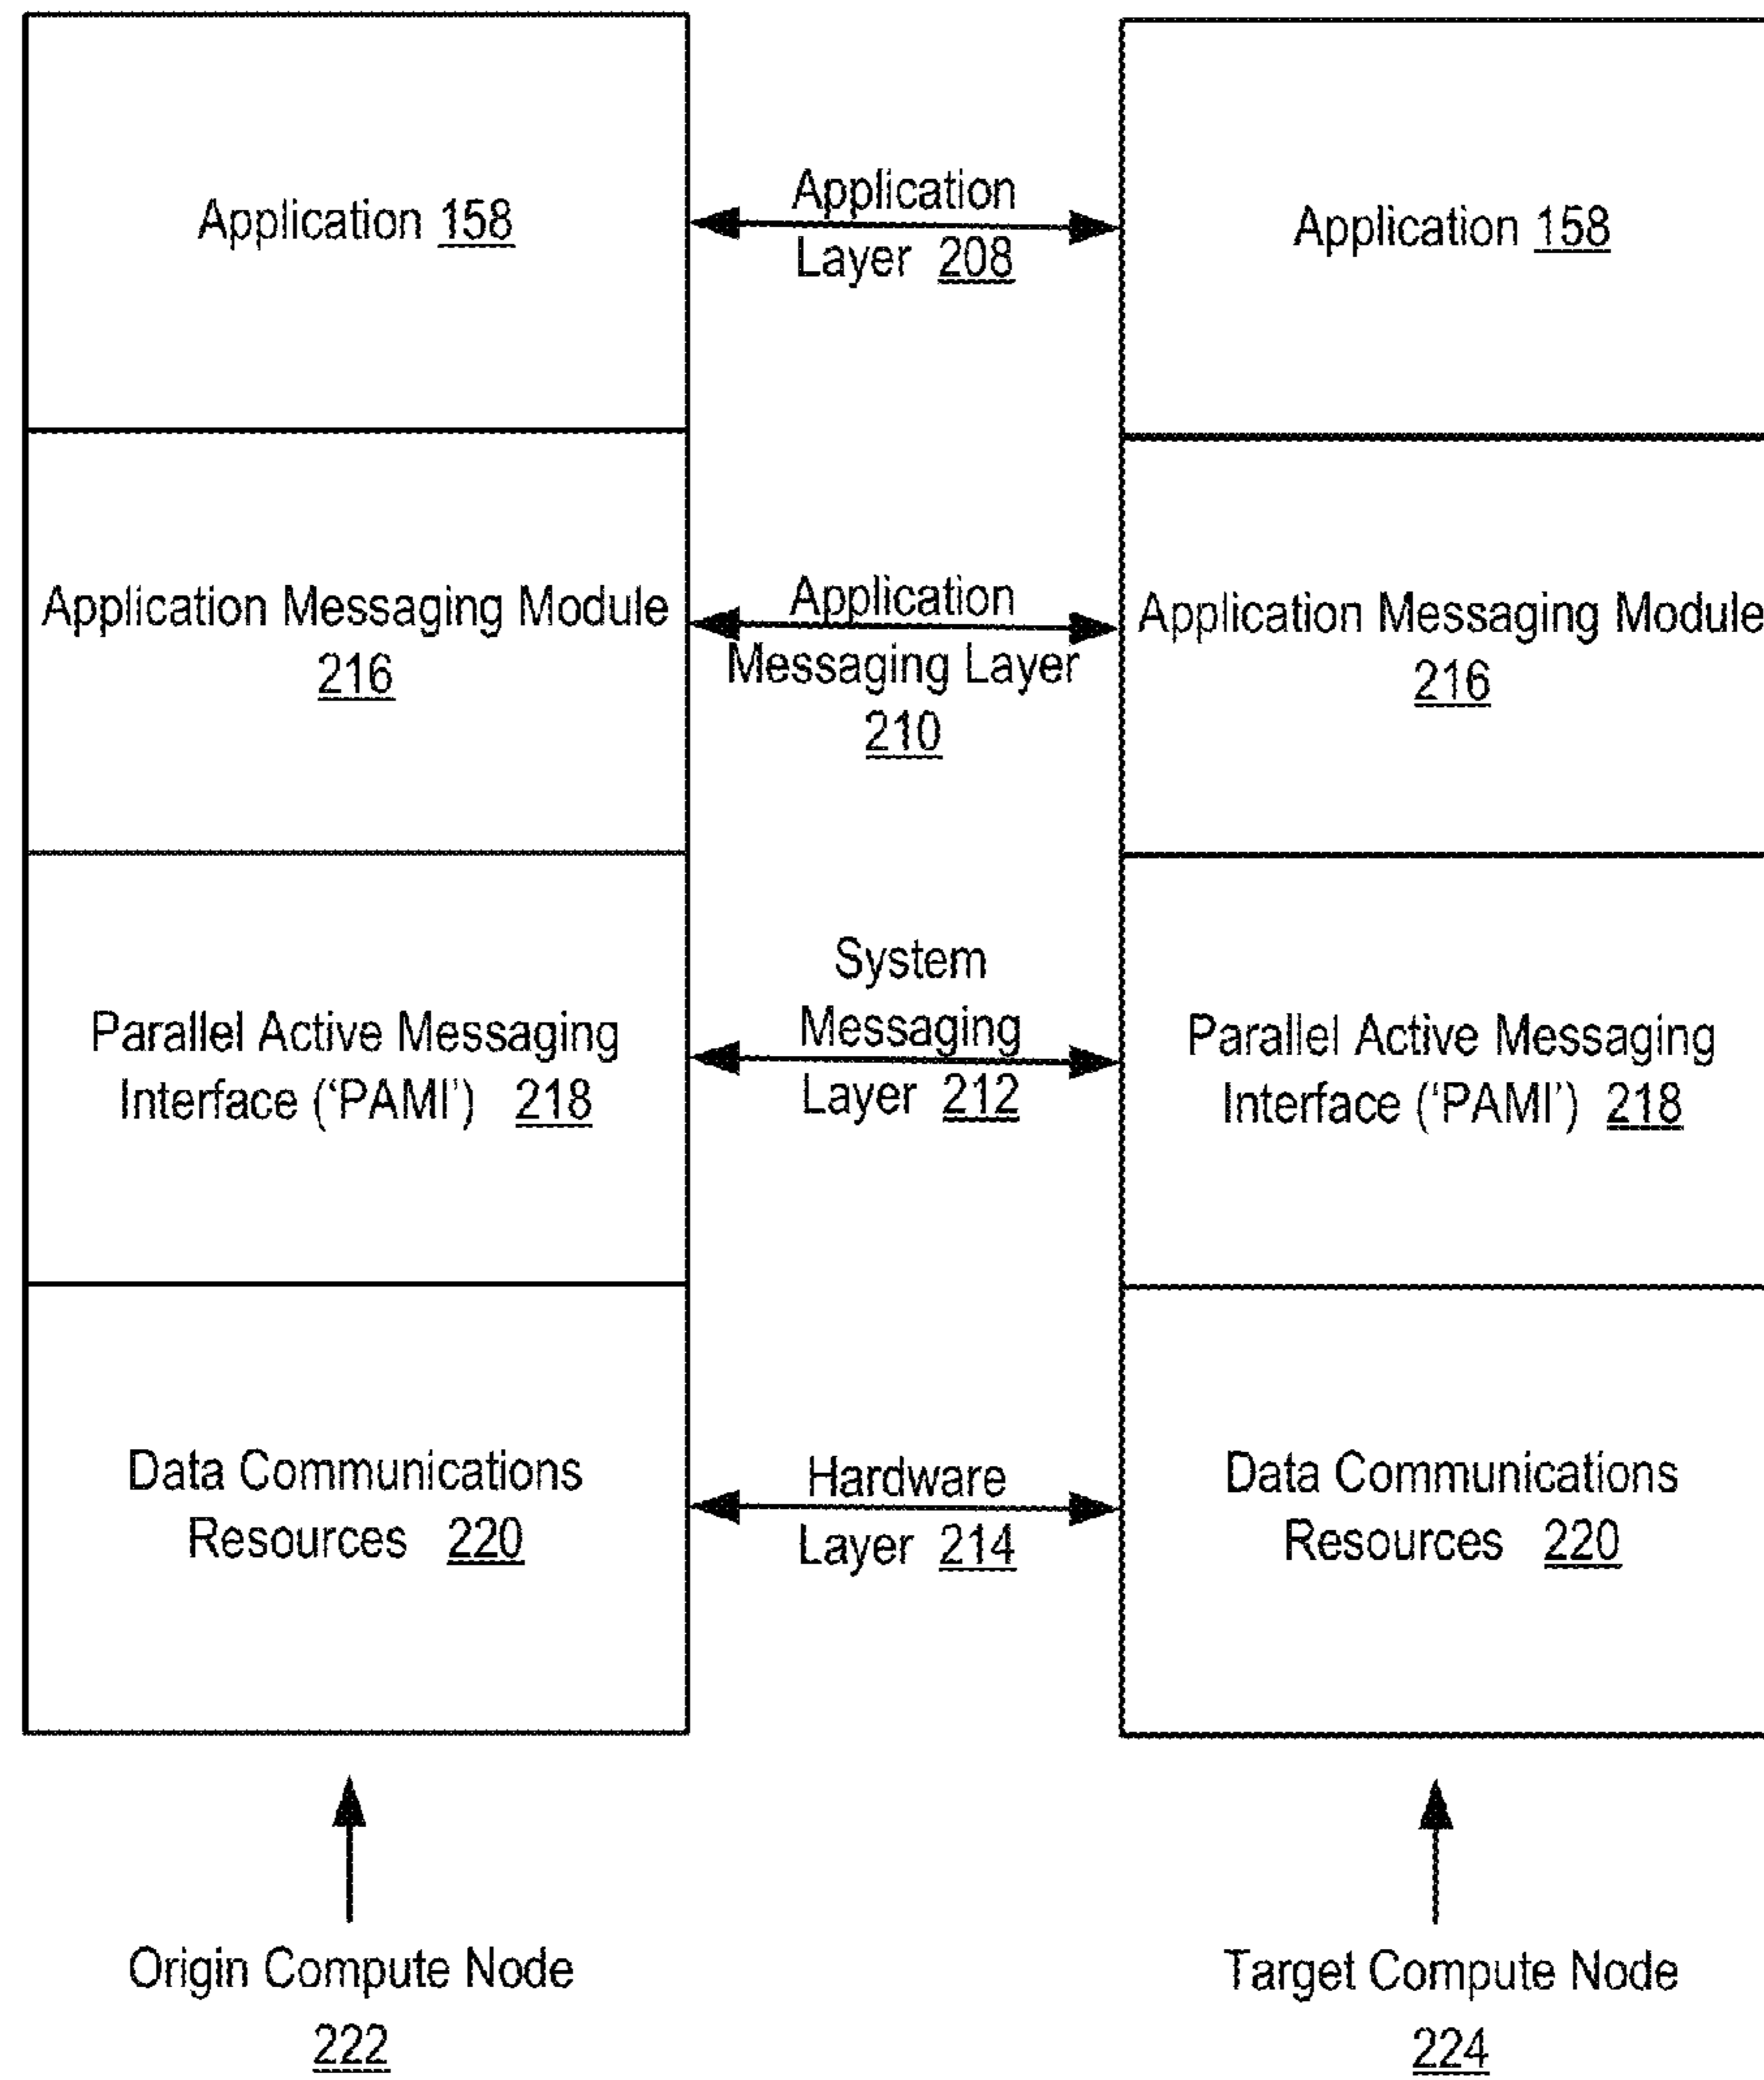 Application 158
Application
Layer 208
Application 158
Application Messaging Module
216
Application
Messaging Layer
210
Application Messaging Module
216
Parallel Active Messaging
Interface (‘PAMI’) 218
System
Messaging
Layer 212
Parallel Active Messaging
Interface (‘PAMI’) 218
Data Communications
Resources 220
Hardware
Layer 214
Data Communications
Resources 220
Origin Compute Node
222
Target Compute Node
224